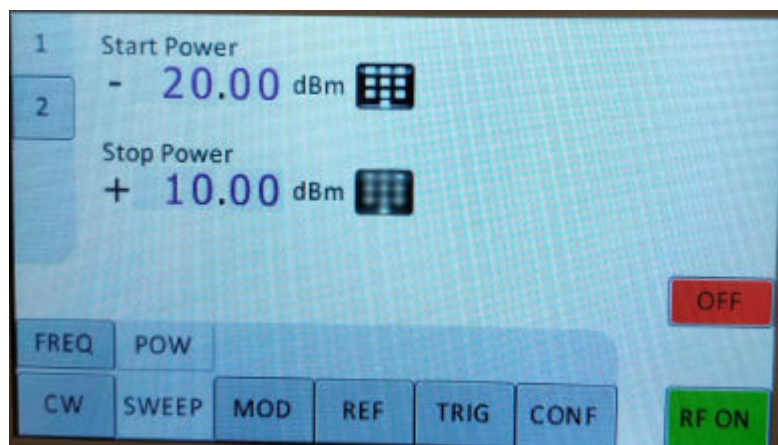 1
Start Power
- 20.00 dBm
2
Stop Power
+ 10.00 dBm
OFF
FREQ POW
CW SWEEP MOD REF TRIG CONF RF ON